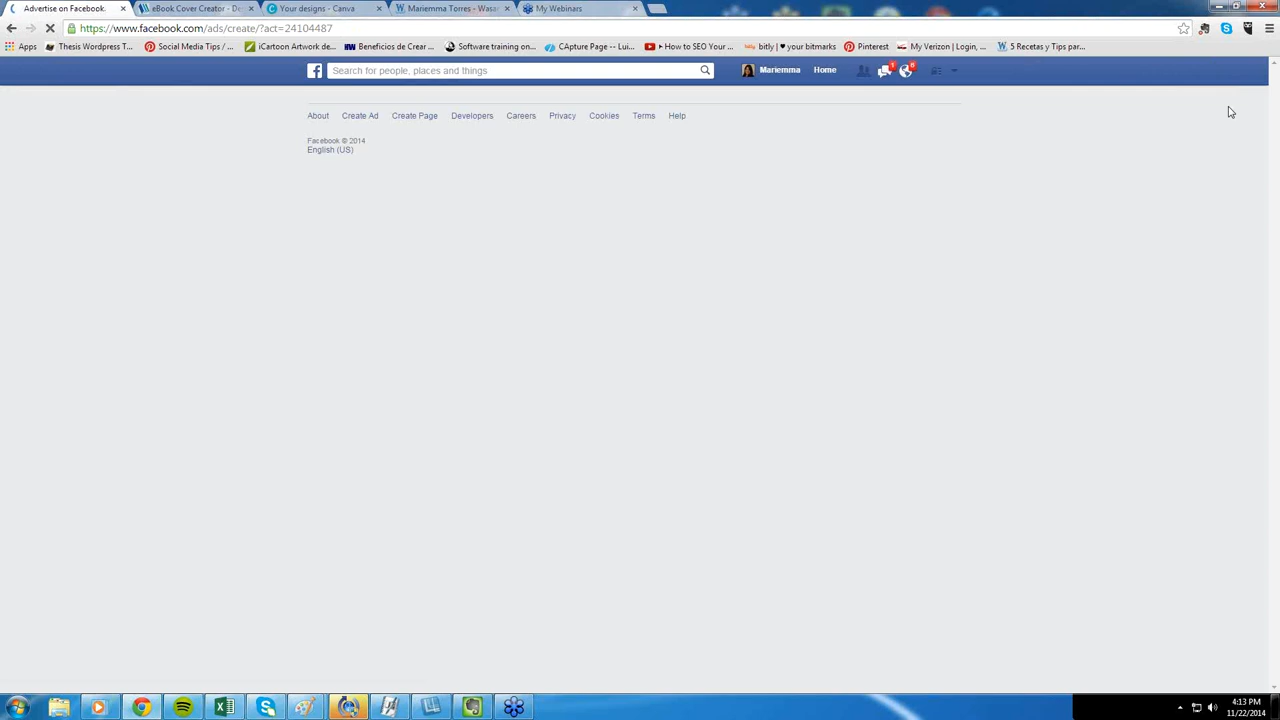 Advertise on Facebook.
eBook Cover Creator - De
Your designs - Canva
Mariemma Torres - Wasan
My Webinars
https://www.facebook.com/ads/create/?act=24104487
Apps
Thesis Wordpress T...
Social Media Tips / ...
iCartoon Artwork de...
Beneficios de Crear ...
Software training on...
CApture Page -- Lui...
How to SEO Your ...
bitly | ♥ your bitmarks
Pinterest
My Verizon | Login, ...
5 Recetas y Tips par...
Search for people, places and things
Mariemma
Home
1
6
About
Create Ad
Create Page
Developers
Careers
Privacy
Cookies
Terms
Help
Facebook © 2014
English (US)
4:13 PM
11/22/2014